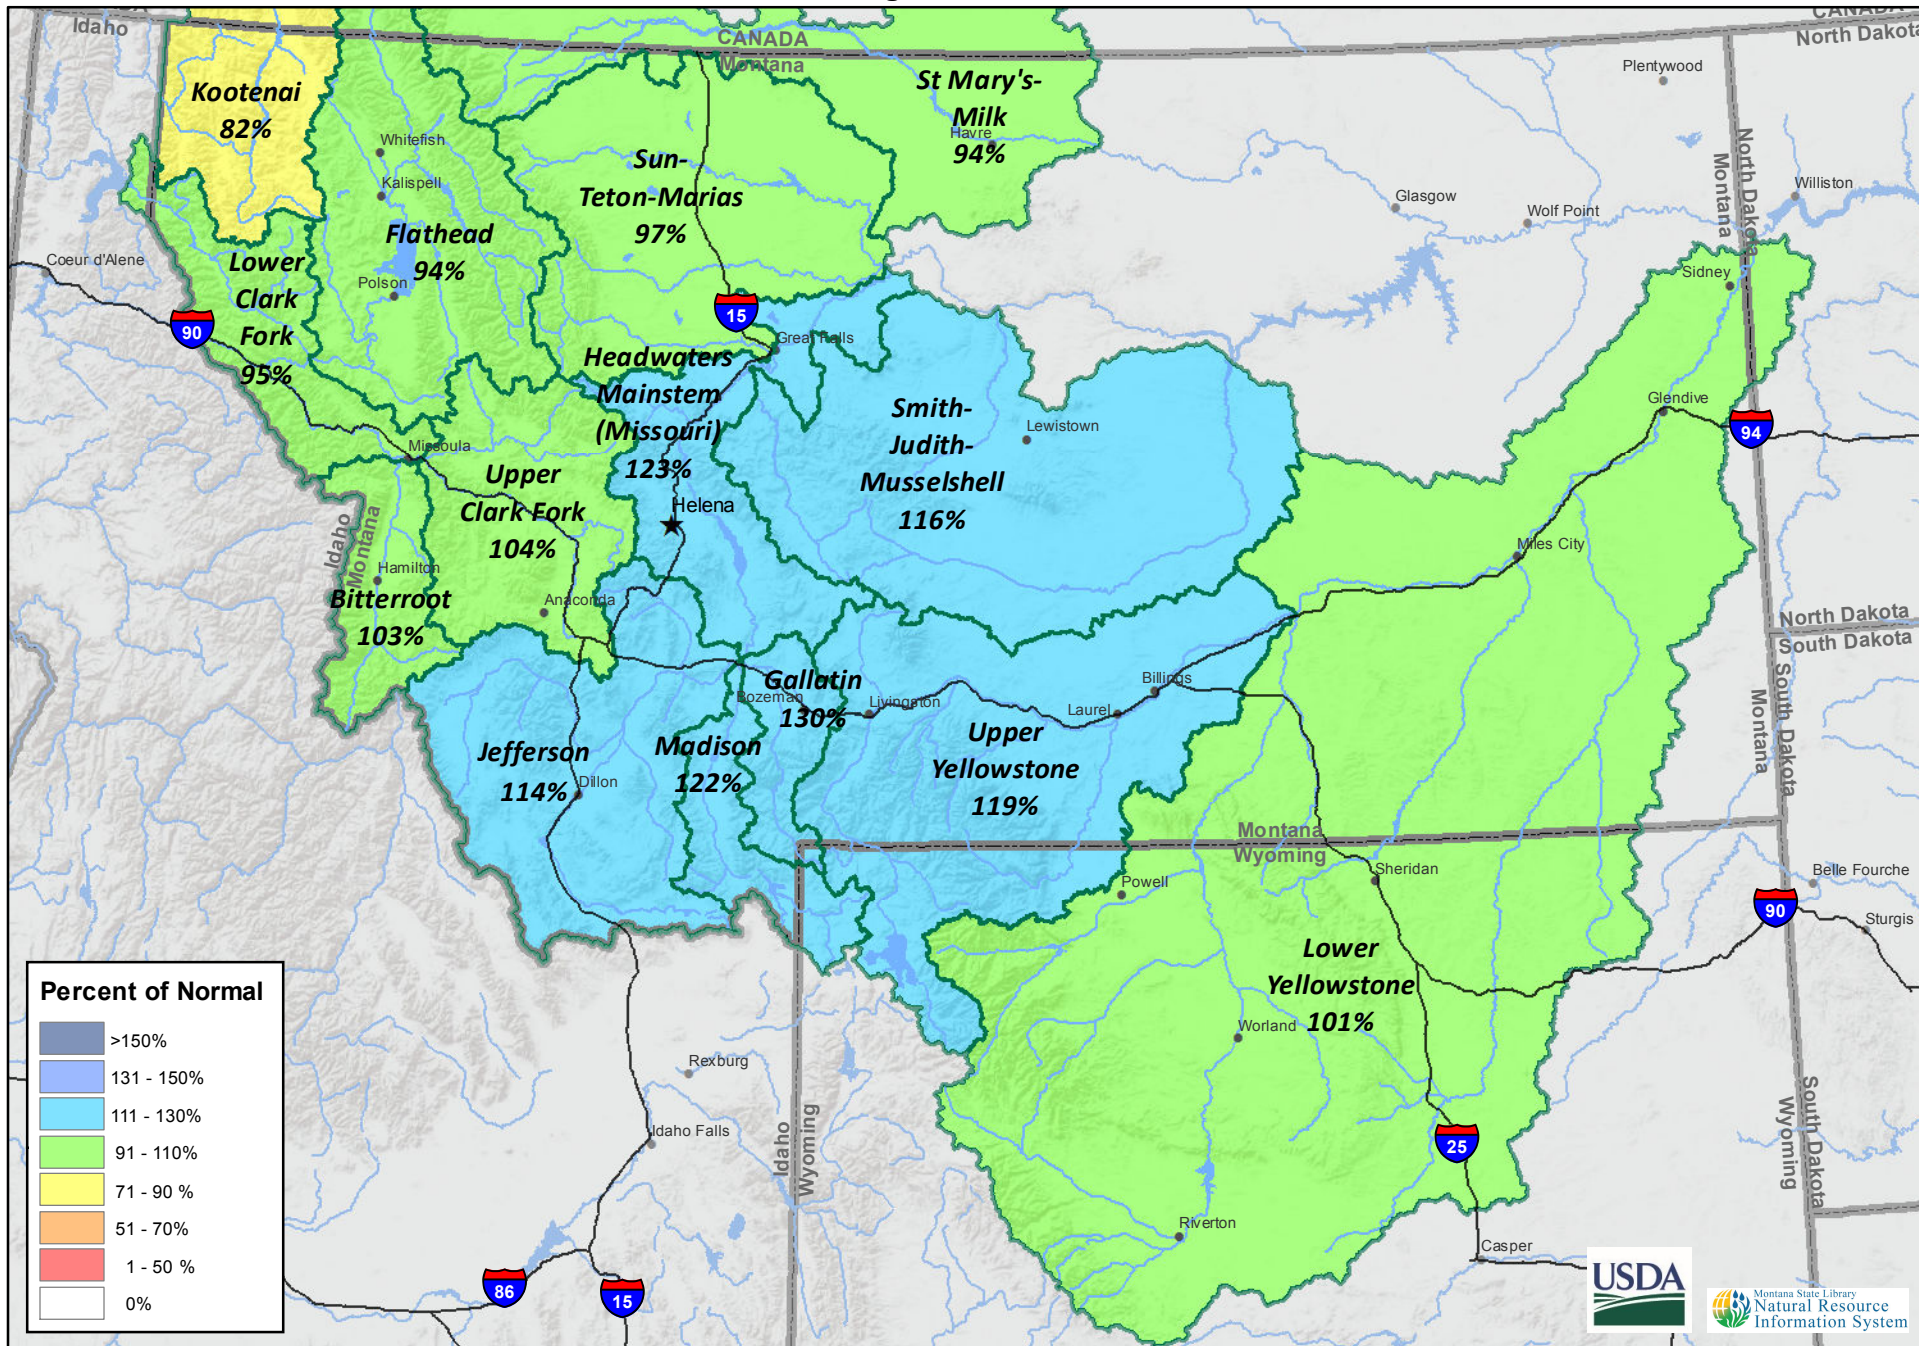 Idaho
CANADA
Montana
CANADA
North Dakota
Kootenai
82%
St Mary's-
Milk
94%
Havre
Plentywood
Whitefish
Kalispell
Sun-
Teton-Marias
97%
Glasgow
Wolf Point
Williston
North Dakota
Montana
Flathead
94%
Polson
Coeur d'Alene
Lower
Clark
Fork
95%
90
15
Sidney
Great Falls
Headwaters
Mainstem
(Missouri)
123%
Helena
Smith-
Judith-
Musselshell
116%
Lewistown
Glendive
94
Missoula
Upper
Clark Fork
104%
Idaho
Montana
Hamilton
Bitterroot
103%
Anaconda
Miles City
North Dakota
South Dakota
South Dakota
Montana
Gallatin
130%
Bozeman
Livingston
Laurel
Billings
Jefferson
114%
Dillon
Madison
122%
Upper
Yellowstone
119%
Montana
Wyoming
Powell
Sheridan
Belle Fourche
90
Sturgis
Lower
Yellowstone
101%
Worland
Percent of Normal
>150%
131 - 150%
111 - 130%
91 - 110%
71 - 90 %
51 - 70%
1 - 50 %
0%
Rexburg
Idaho Falls
Idaho
Wyoming
25
South Dakota
Wyoming
Riverton
Casper
86
15
USDA
Montana State Library
Natural Resource
Information System